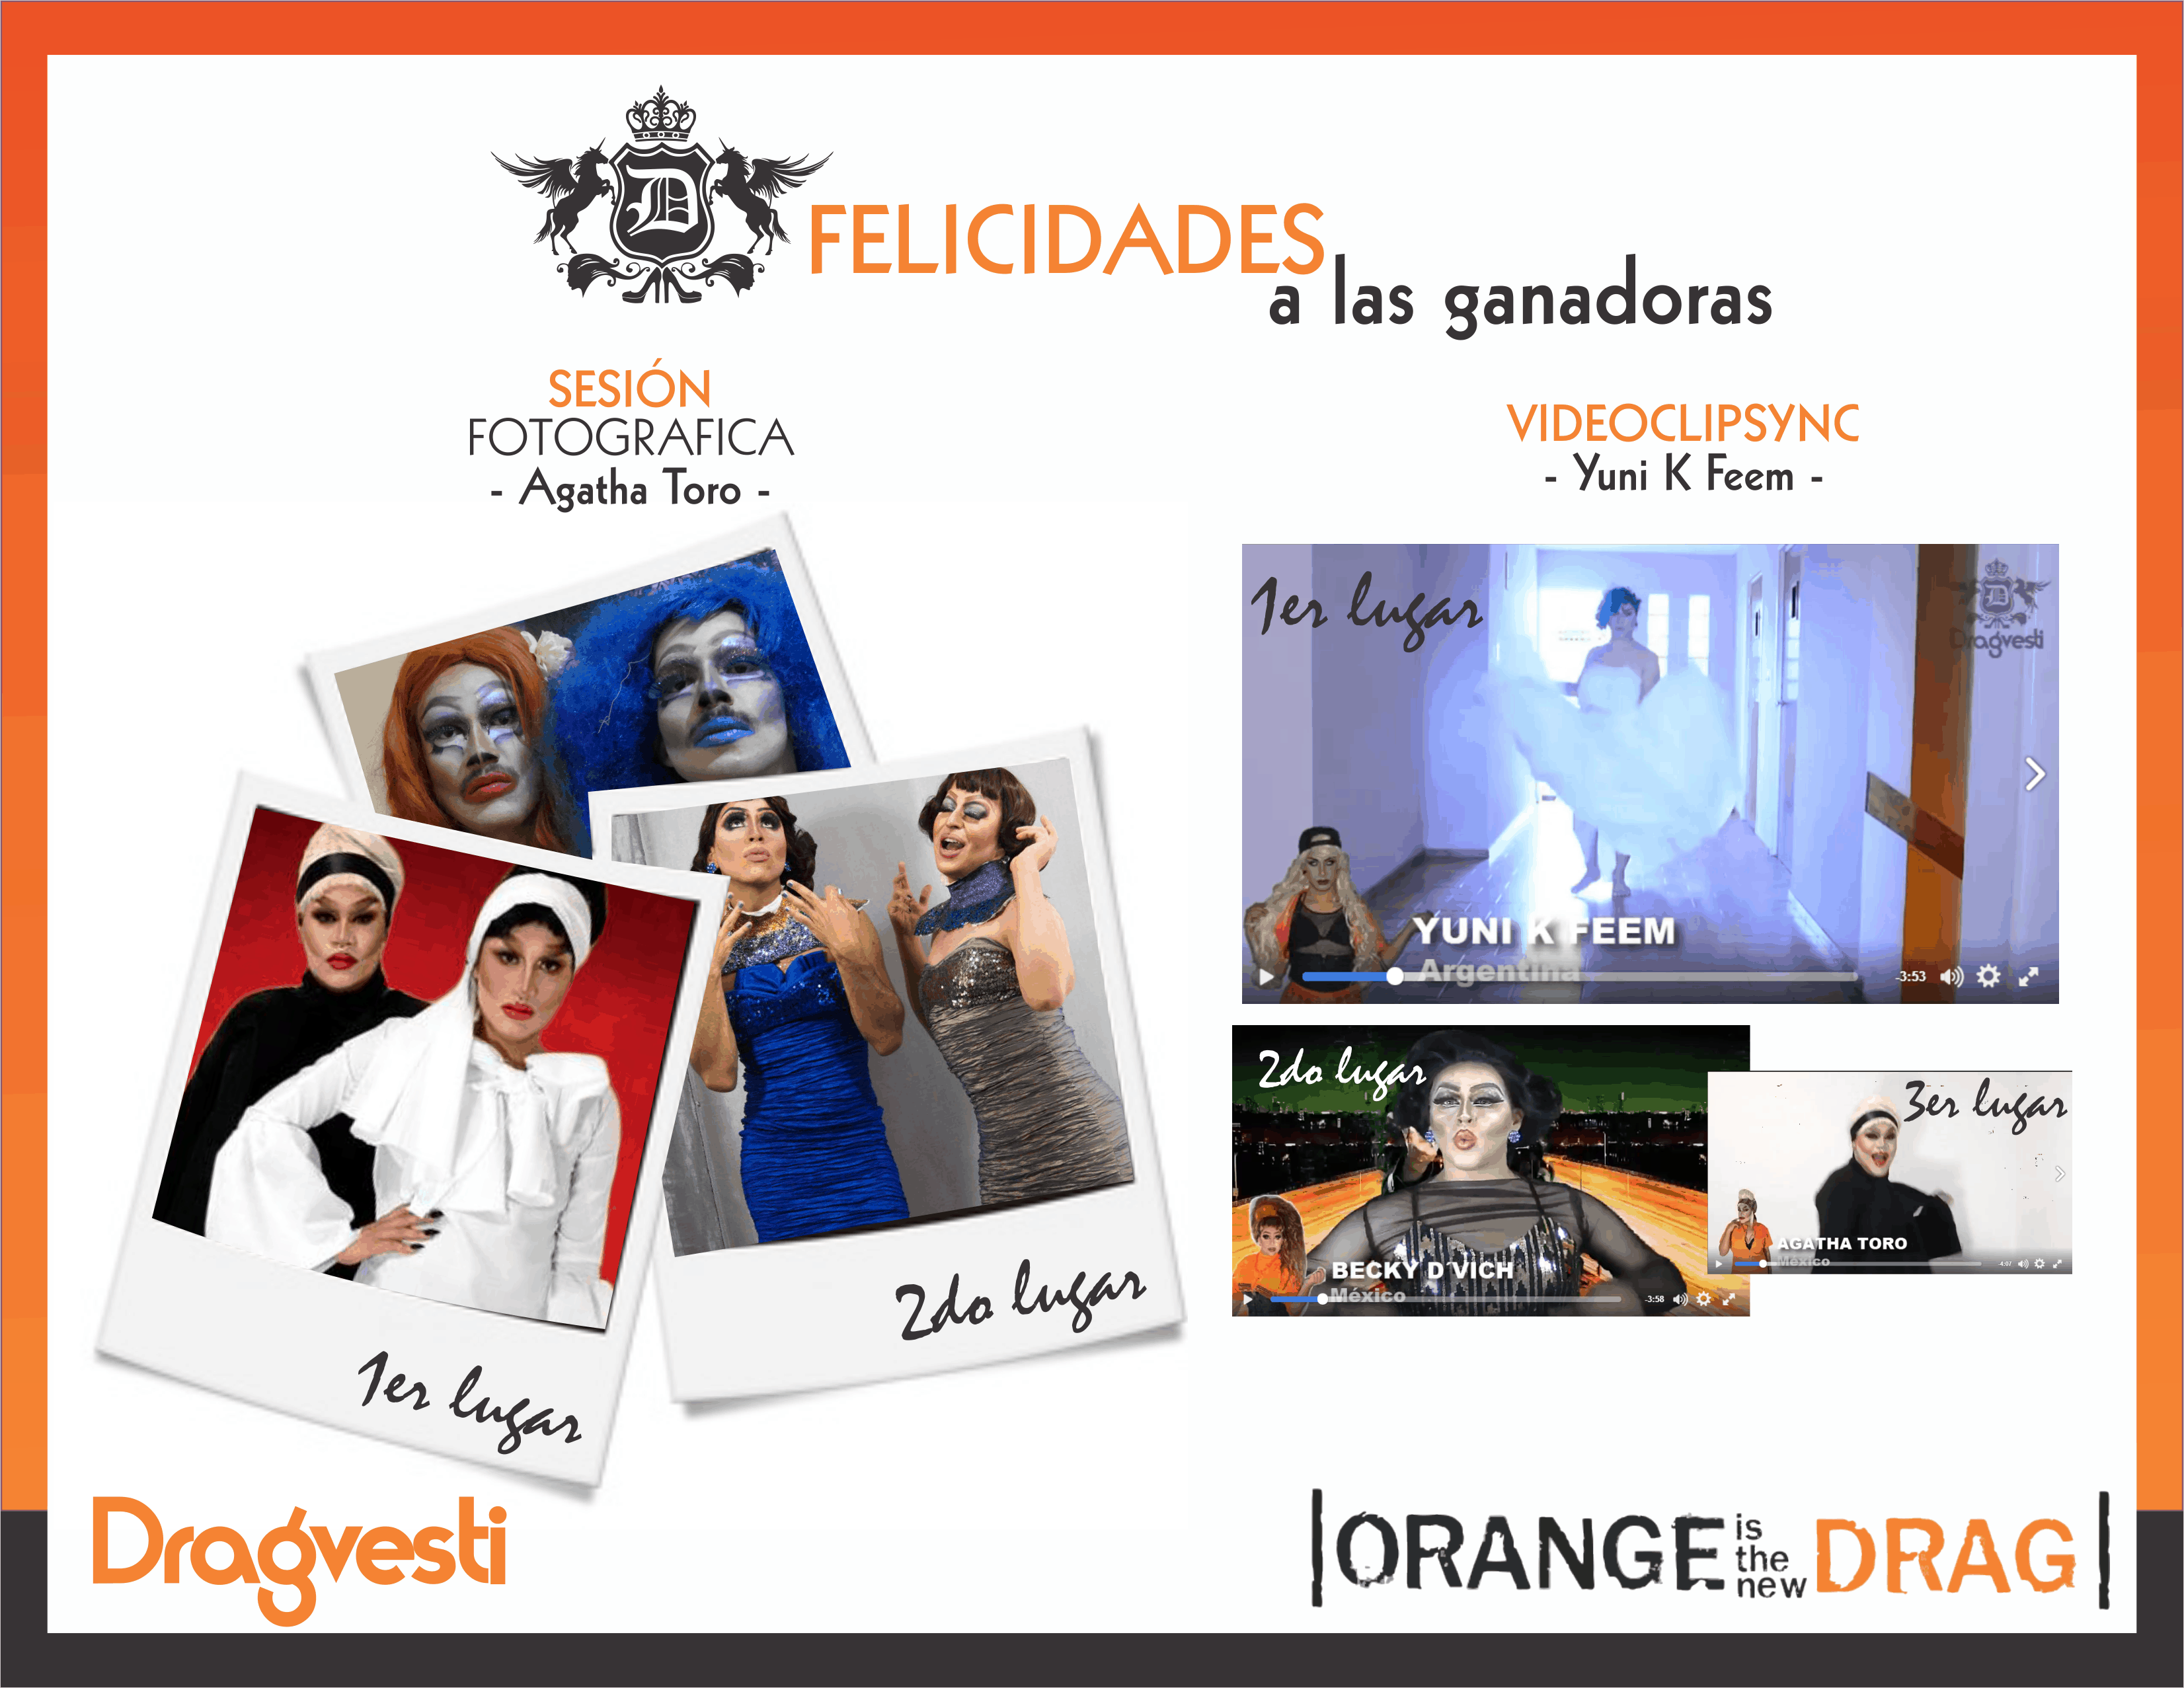 D
FELICIDADES
a las ganadoras
SESIÓN
FOTOGRAFICA
- Agatha Toro -
VIDEOCLIPSYNC
- Yuni K Feem -
1er lugar
D
Dragvesti
YUNI K FEEM
Argentina
-3:53
2do lugar
BECKY D'VICH
México
-3:58
3er lugar
AGATHA TORO
México
-4:07
2do lugar
1er lugar
Dragvesti
|ORANGE is the new DRAG|